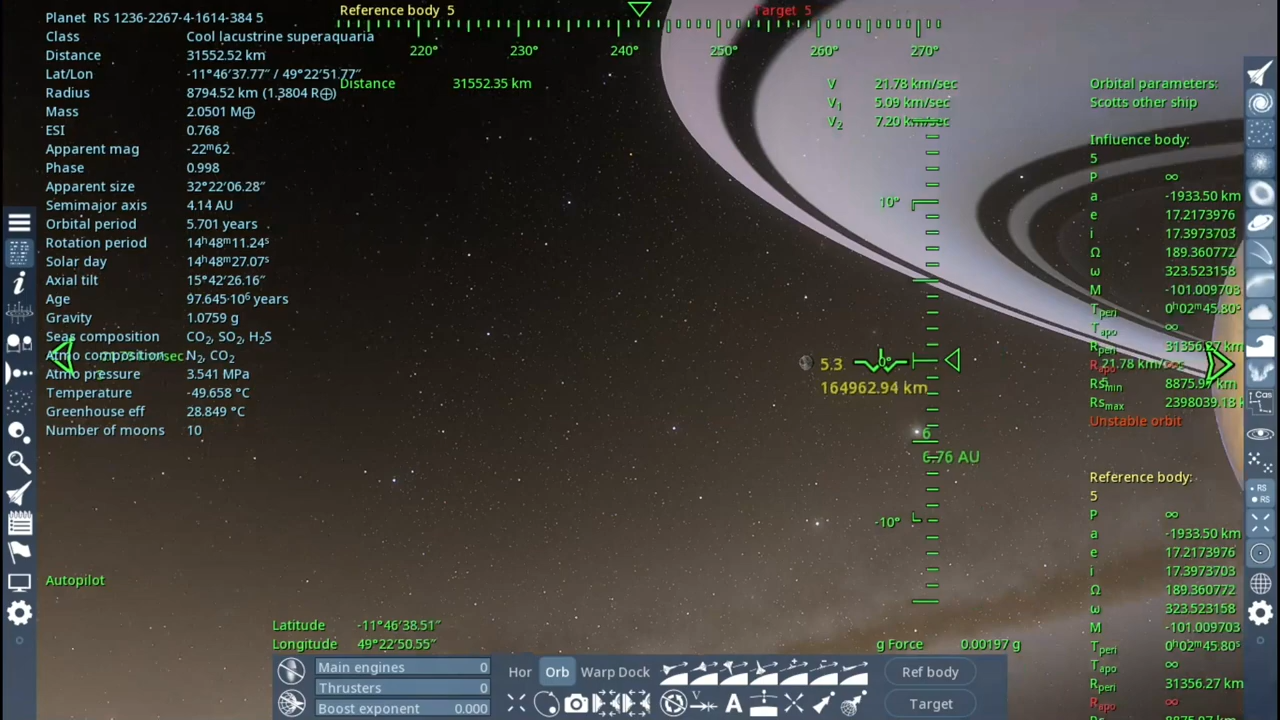 Planet RS 1236-2267-4-1614-384 5
Class Cool lacustrine superaquaria
Distance 31552.52 km
Lat/Lon -11°46′37.77″ / 49°22′51.77″
Radius 8794.52 km (1.3804 R⊕)
Mass 2.0501 M⊕
ESI 0.768
Apparent mag -22ᵐ62
Phase 0.998
Apparent size 32°22′06.28″
Semimajor axis 4.14 AU
Orbital period 5.701 years
Rotation period 14ʰ48ᵐ11.24ˢ
Solar day 14ʰ48ᵐ27.07ˢ
Axial tilt 15°42′26.16″
Age 97.645·10⁶ years
Gravity 1.0759 g
Seas composition CO₂, SO₂, H₂S
Atmo composition N₂, CO₂
Atmo pressure 3.541 MPa
Temperature -49.658 °C
Greenhouse eff 28.849 °C
Number of moons 10
Autopilot
Reference body 5
Target 5
220° 230° 240° 250° 260° 270°
Distance 31552.35 km
V 21.78 km/sec
V₁ 5.09 km/sec
V₂ 7.20 km/sec
10°
0°
-10°
5.3
164962.94 km
6
6.76 AU
Orbital parameters:
Scotts other ship
Influence body:
5
P ∞
a -1933.50 km
e 17.2173976
i 17.3973703
Ω 189.360772
ω 323.523158
M -101.009703
Tperi 0ʰ02ᵐ45.80ˢ
Tapo ∞
Rperi 31356.27 km
Rapo ∞
21.78 km/sec
5
Rsmin 8875.97 km
Rsmax 2398039.18 k
Unstable orbit
Reference body:
5
P ∞
a -1933.50 km
e 17.2173976
i 17.3973703
Ω 189.360772
ω 323.523158
M -101.009703
Tperi 0ʰ02ᵐ45.80ˢ
Tapo ∞
Rperi 31356.27 km
Rapo ∞
Latitude -11°46′38.51″
Longitude 49°22′50.55″
g Force 0.00197 g
Main engines 0
Thrusters 0
Boost exponent 0.000
Hor Orb Warp Dock
A
Ref body
Target
Cas
RS
RS